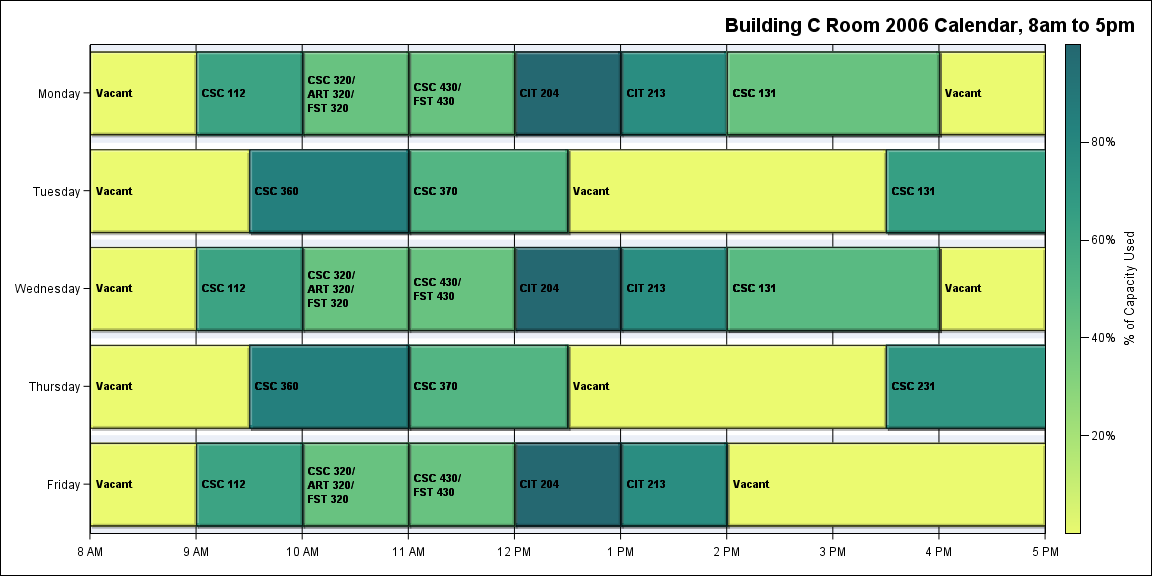 Building C Room 2006 Calendar, 8am to 5pm
Monday
Vacant
CSC 112
CSC 320/
ART 320/
FST 320
CSC 430/
FST 430
CIT 204
CIT 213
CSC 131
Vacant
Tuesday
Vacant
CSC 360
CSC 370
Vacant
CSC 131
Wednesday
Vacant
CSC 112
CSC 320/
ART 320/
FST 320
CSC 430/
FST 430
CIT 204
CIT 213
CSC 131
Vacant
Thursday
Vacant
CSC 360
CSC 370
Vacant
CSC 231
Friday
Vacant
CSC 112
CSC 320/
ART 320/
FST 320
CSC 430/
FST 430
CIT 204
CIT 213
Vacant
8 AM
9 AM
10 AM
11 AM
12 PM
1 PM
2 PM
3 PM
4 PM
5 PM
80%
60%
40%
20%
% of Capacity Used